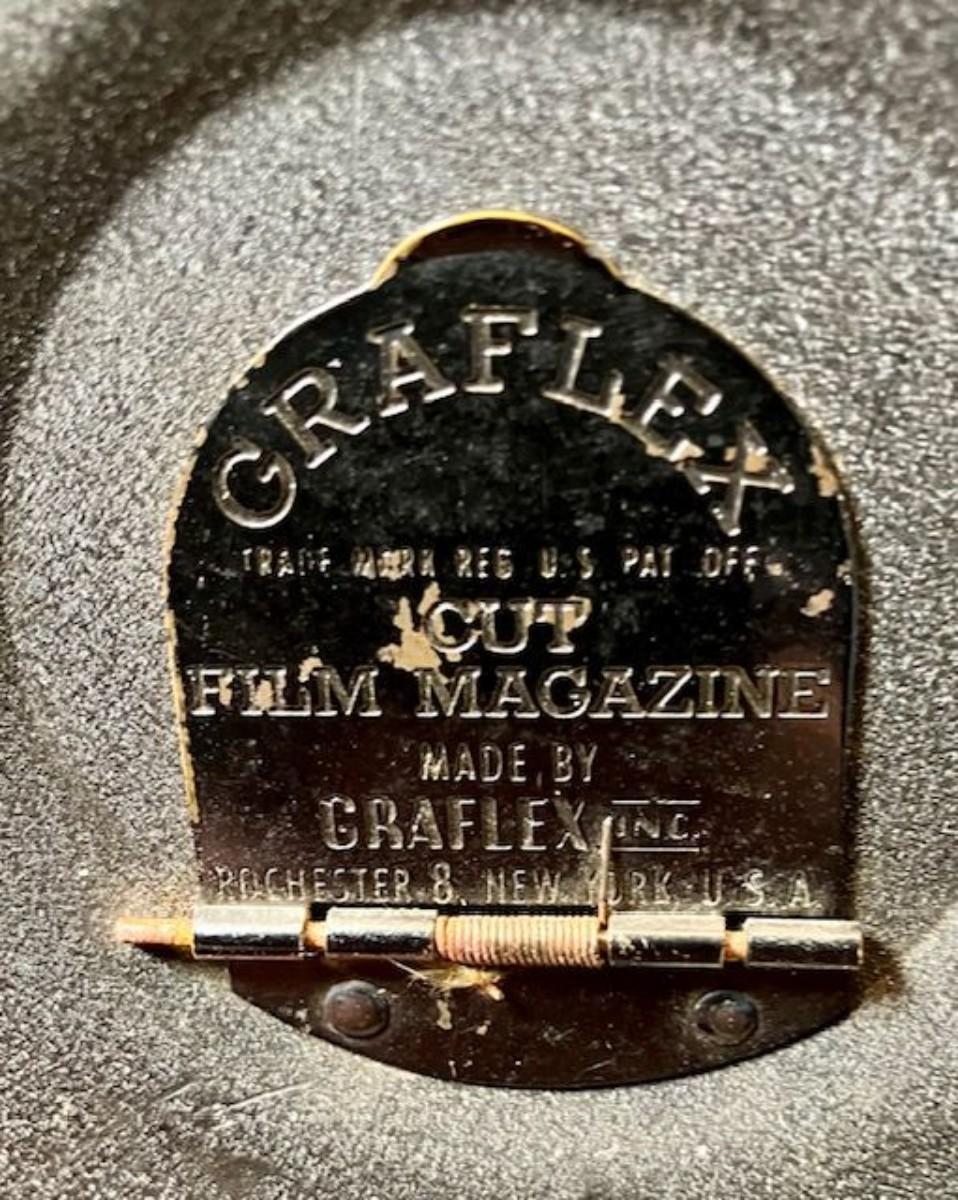 GRAFLEX
TRADE MARK REG U.S. PAT. OFF.
CUT
FILM MAGAZINE
MADE BY
GRAFLEX INC.
ROCHESTER 8, NEW YORK, U.S.A